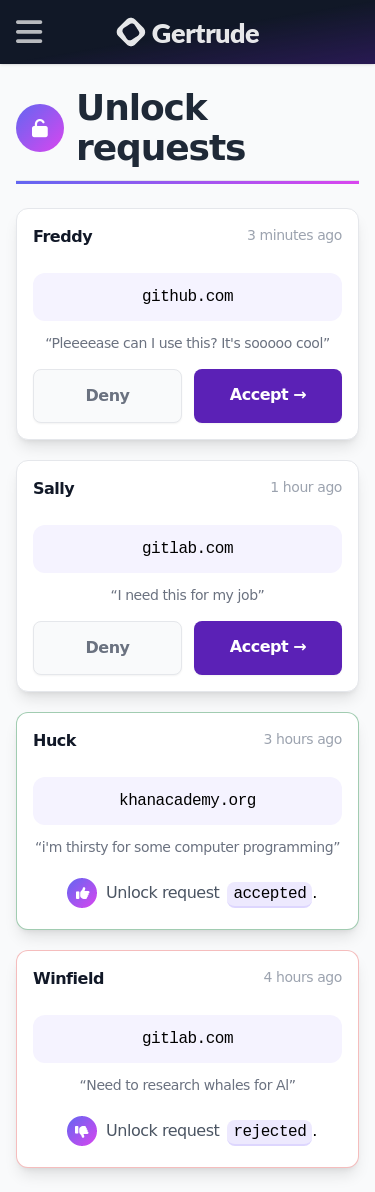 Gertrude
Unlock
requests
Freddy 3 minutes ago
github.com
“Pleeeease can I use this? It's sooooo cool”
Deny Accept →
Sally 1 hour ago
gitlab.com
“I need this for my job”
Deny Accept →
Huck 3 hours ago
khanacademy.org
“i'm thirsty for some computer programming”
Unlock request accepted.
Winfield 4 hours ago
gitlab.com
“Need to research whales for Al”
Unlock request rejected.